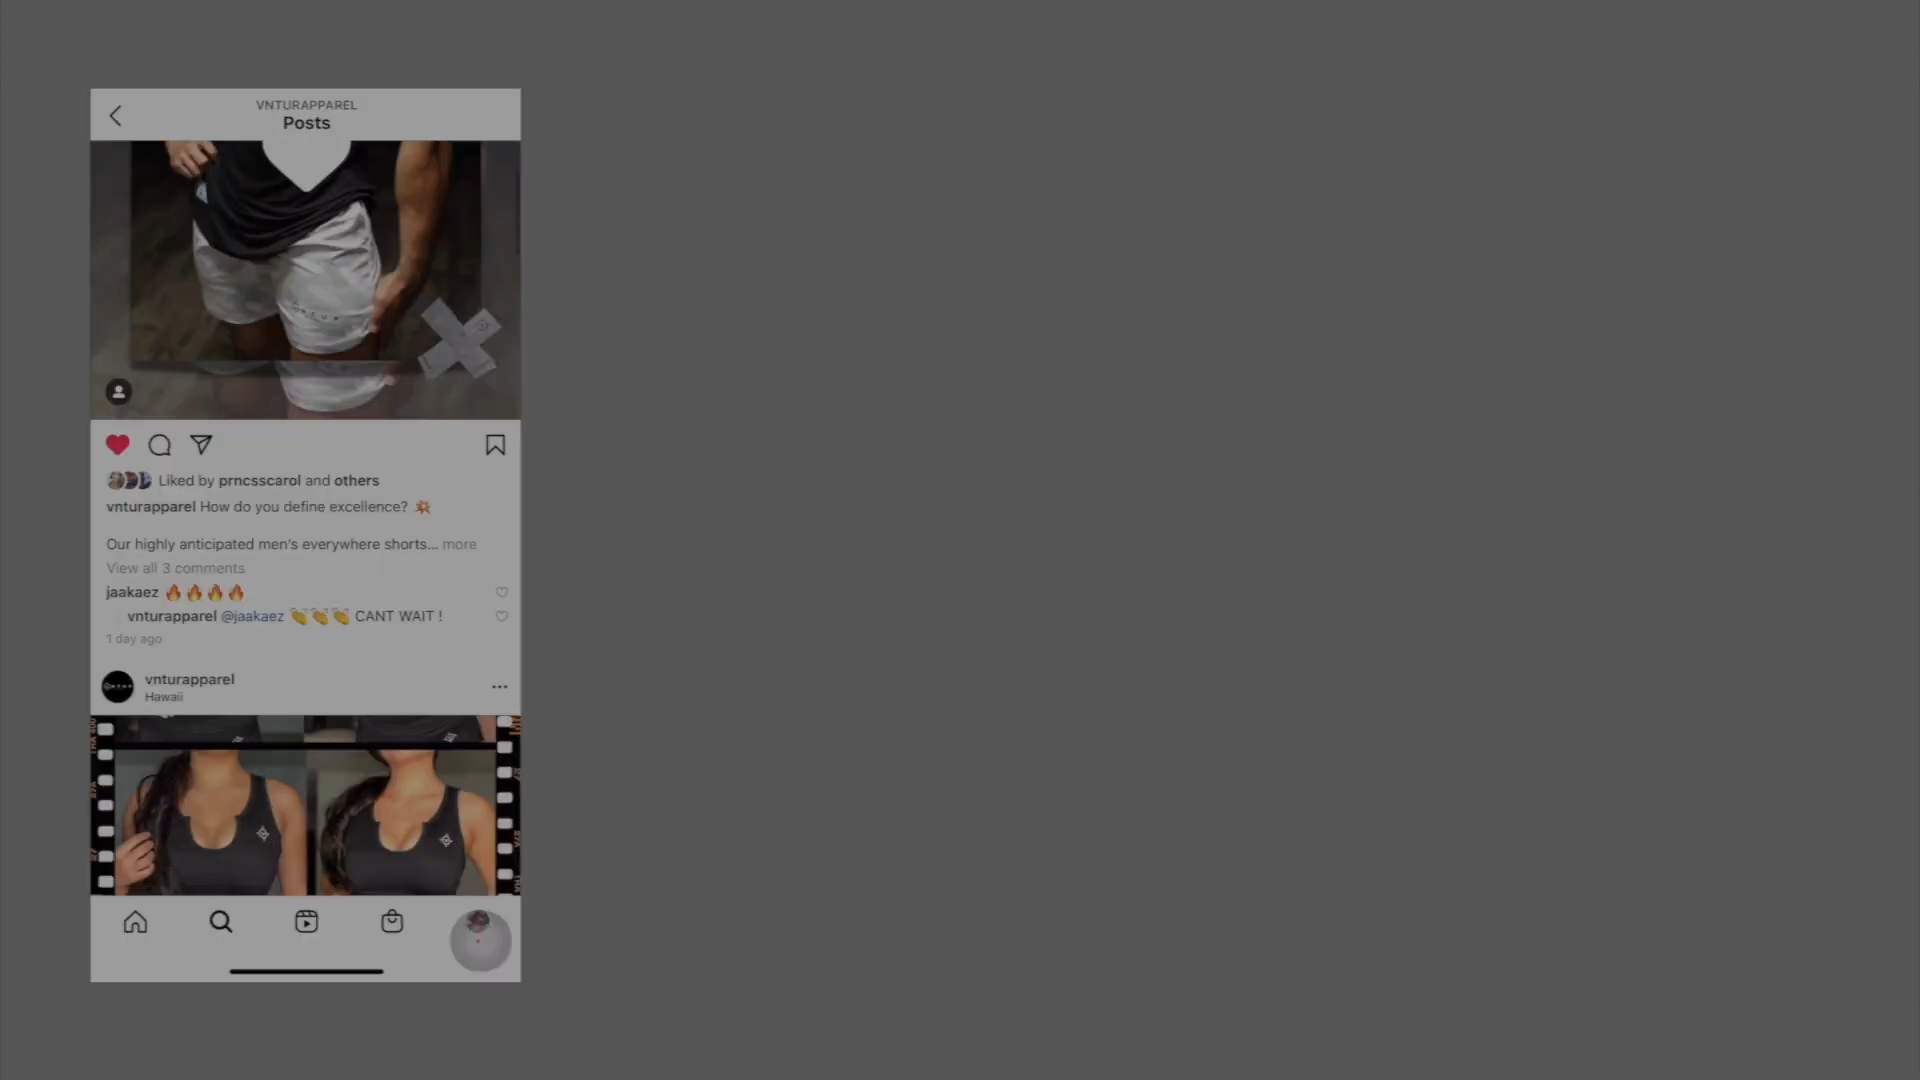 VNTURAPPAREL
Posts
Liked by prncsscarol and others
vnturapparel How do you define excellence? 💥
Our highly anticipated men's everywhere shorts... more
View all 3 comments
jaakaez 🔥🔥🔥🔥
vnturapparel @jaakaez 👏👏👏 CANT WAIT !
1 day ago
vnturapparel
Hawaii